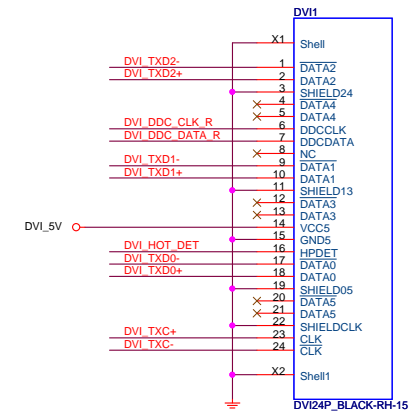 DVI1
X1 Shell
DVI_TXD2- 1 DATA2
DVI_TXD2+ 2 DATA2
3 SHIELD24
4 DATA4
5 DATA4
DVI_DDC_CLK_R 6 DDCCLK
DVI_DDC_DATA_R 7 DDCDATA
8 NC
DVI_TXD1- 9 DATA1
DVI_TXD1+ 10 DATA1
11 SHIELD13
12 DATA3
13 DATA3
DVI_5V 14 VCC5
15 GND5
DVI_HOT_DET 16 HPDET
DVI_TXD0- 17 DATA0
DVI_TXD0+ 18 DATA0
19 SHIELD05
20 DATA5
21 DATA5
22 SHIELDCLK
DVI_TXC+ 23 CLK
DVI_TXC- 24 CLK
X2 Shell1
DVI24P_BLACK-RH-15